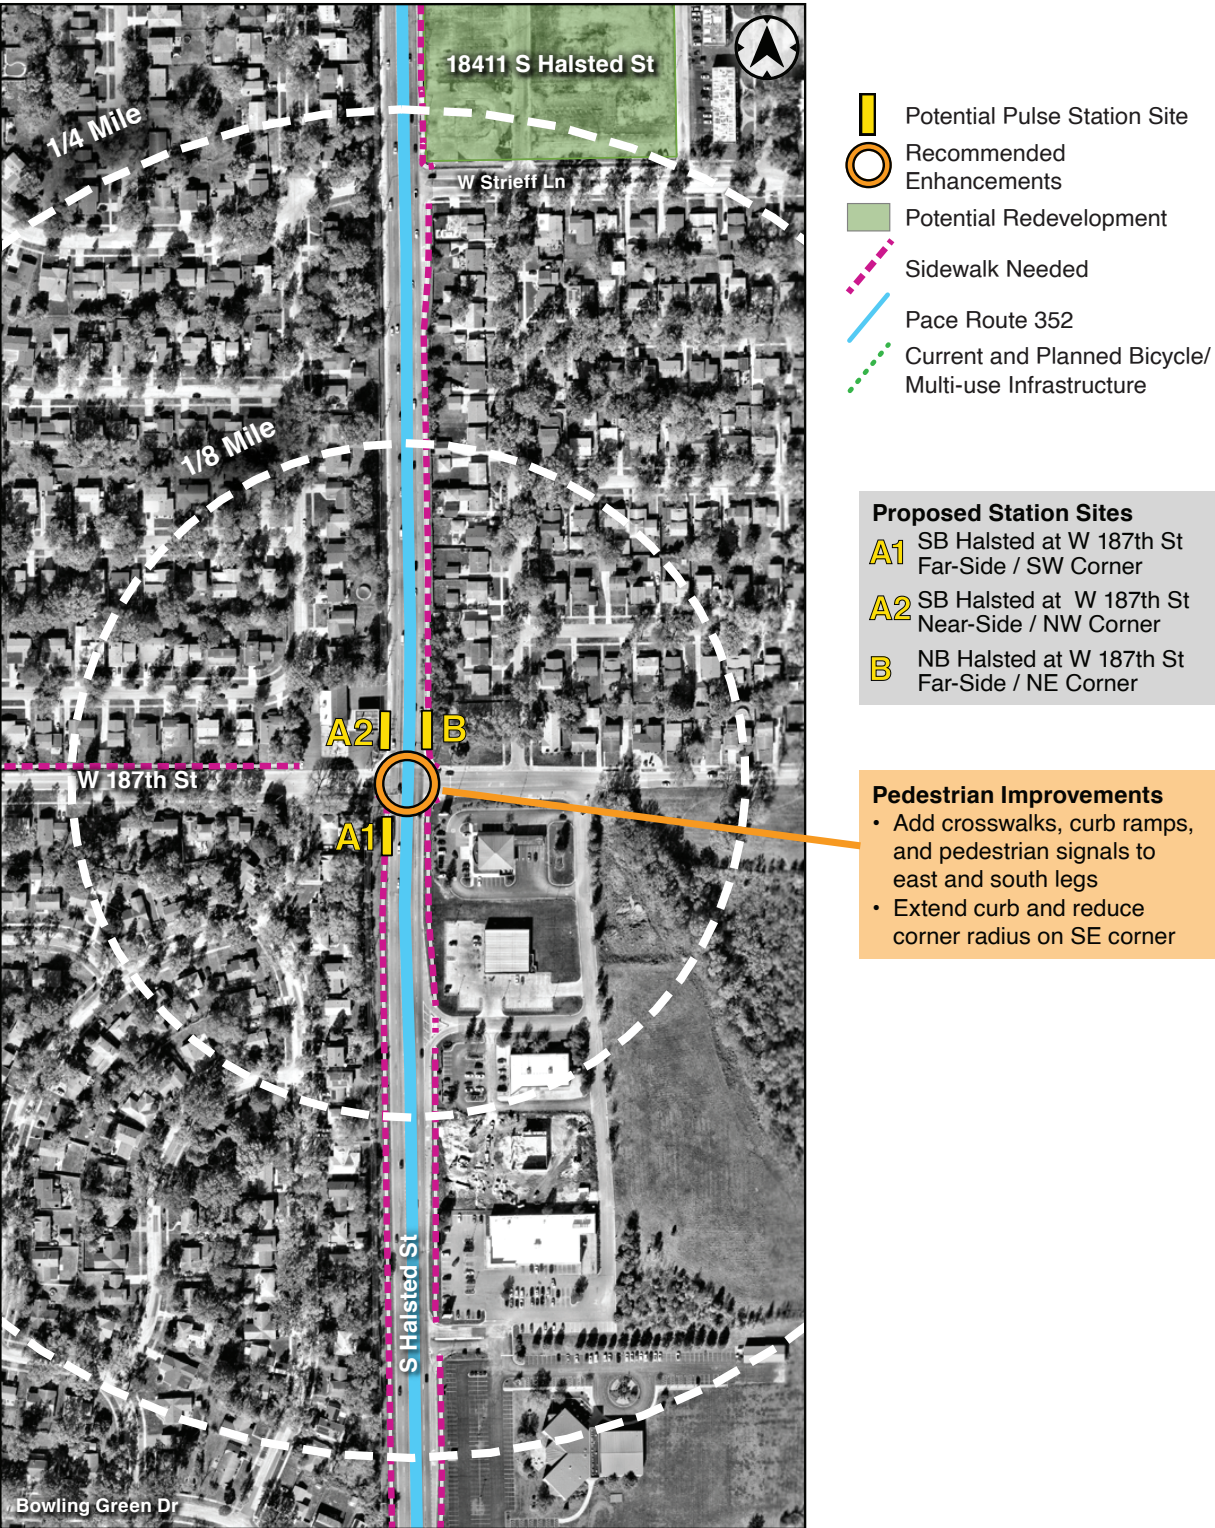 18411 S Halsted St
1/4 Mile
W Strieff Ln
1/8 Mile
A2
B
W 187th St
A1
S Halsted St
Bowling Green Dr
Potential Pulse Station Site
Recommended
Enhancements
Potential Redevelopment
Sidewalk Needed
Pace Route 352
Current and Planned Bicycle/
Multi-use Infrastructure
Proposed Station Sites
A1 SB Halsted at W 187th St
Far-Side / SW Corner
A2 SB Halsted at W 187th St
Near-Side / NW Corner
B NB Halsted at W 187th St
Far-Side / NE Corner
Pedestrian Improvements
• Add crosswalks, curb ramps,
and pedestrian signals to
east and south legs
• Extend curb and reduce
corner radius on SE corner